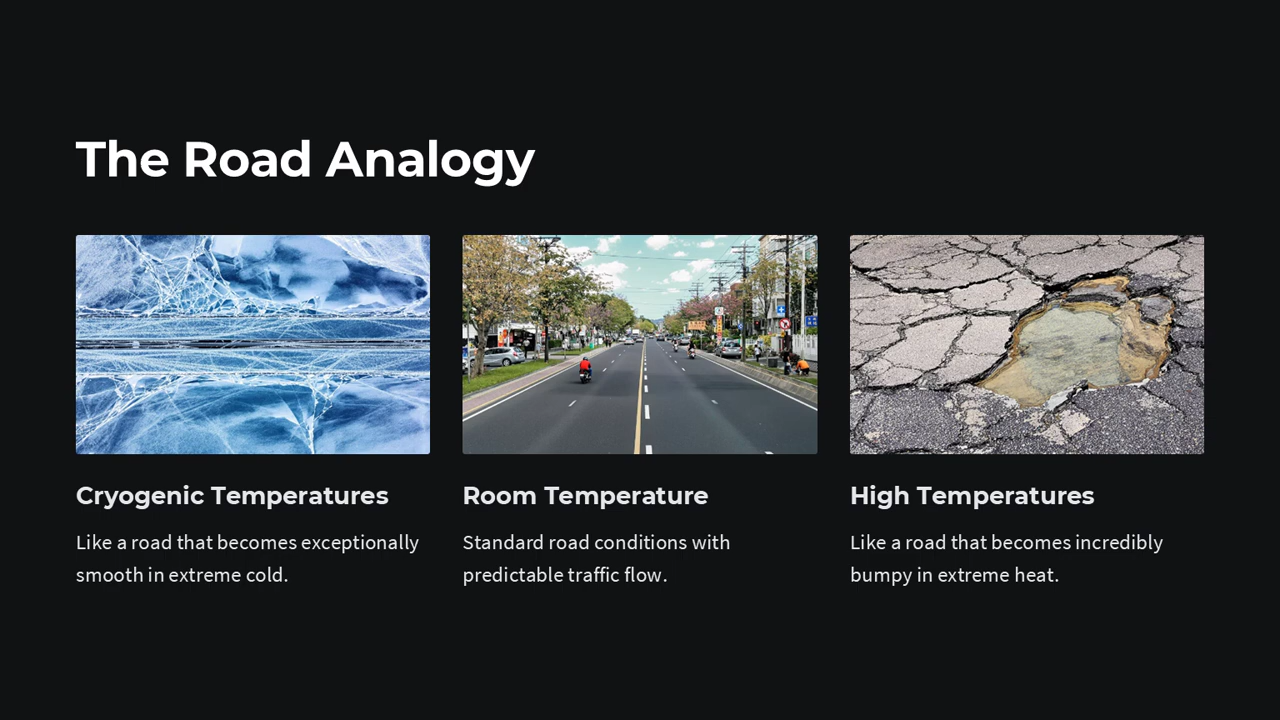 The Road Analogy
Cryogenic Temperatures
Like a road that becomes exceptionally
smooth in extreme cold.
Room Temperature
Standard road conditions with
predictable traffic flow.
High Temperatures
Like a road that becomes incredibly
bumpy in extreme heat.